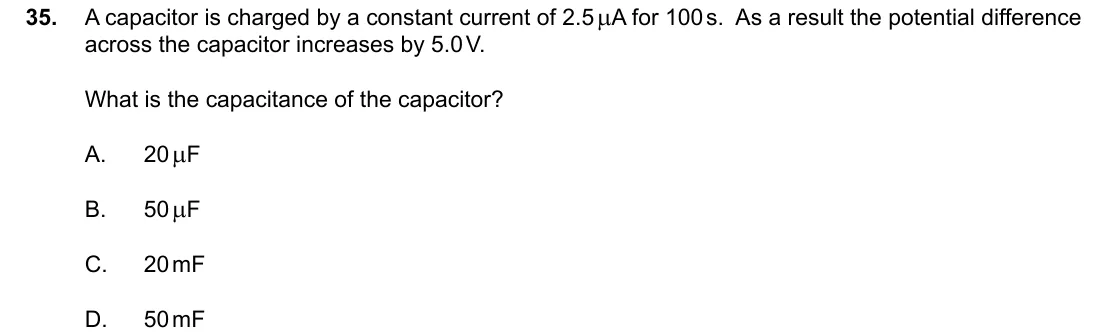 35. A capacitor is charged by a constant current of 2.5 μA for 100 s. As a result the potential difference
across the capacitor increases by 5.0 V.
What is the capacitance of the capacitor?
A. 20 μF
B. 50 μF
C. 20 mF
D. 50 mF